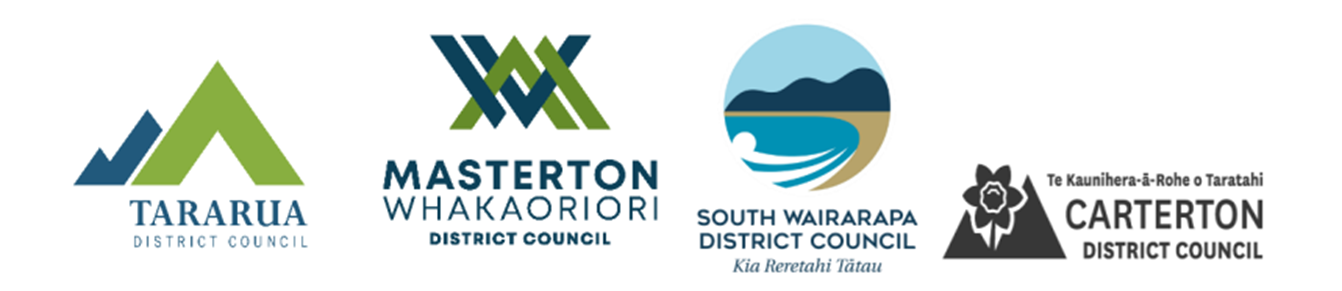 TARARUA
DISTRICT COUNCIL
MASTERTON
WHAKAORIORI
DISTRICT COUNCIL
SOUTH WAIRARAPA
DISTRICT COUNCIL
Kia Reretahi Tātau
Te Kaunihera-ā-Rohe o Taratahi
CARTERTON
DISTRICT COUNCIL